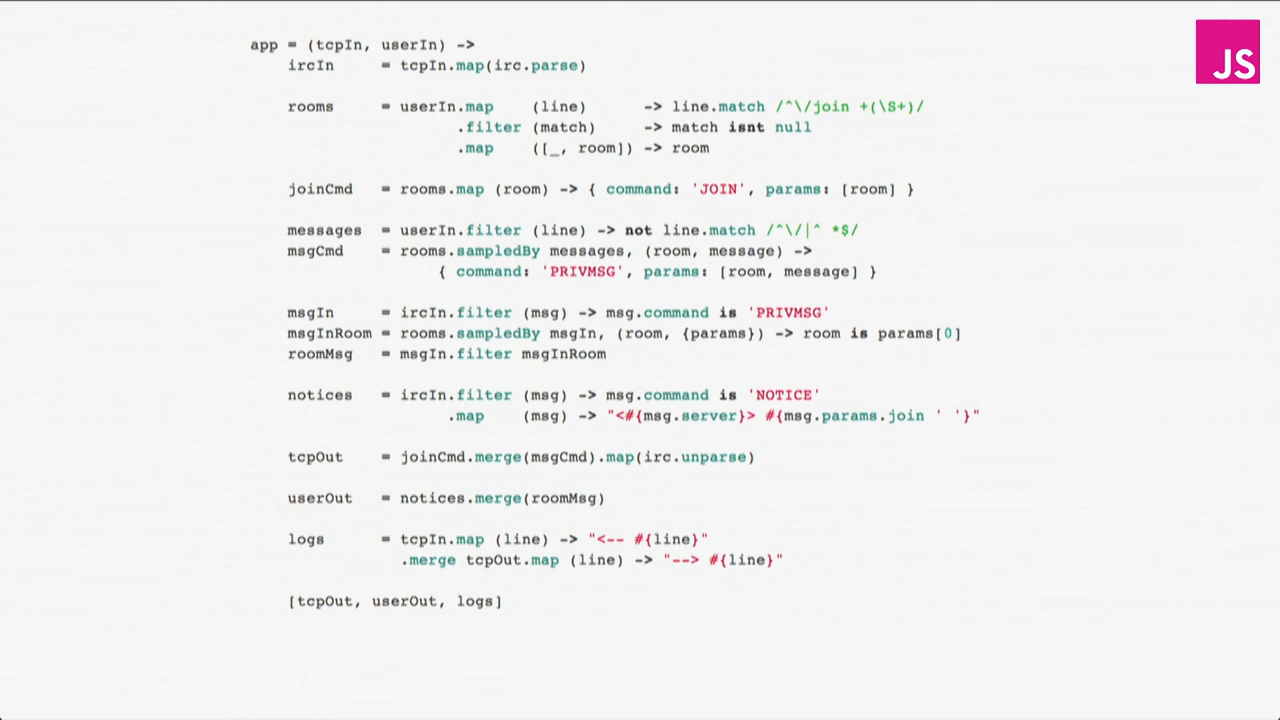 app = (tcpIn, userIn) ->
    ircIn     = tcpIn.map(irc.parse)
    rooms     = userIn.map    (line)      -> line.match /^\/join +(\S+)/
                      .filter (match)     -> match isnt null
                      .map    ([_, room]) -> room
    joinCmd   = rooms.map (room) -> { command: 'JOIN', params: [room] }
    messages  = userIn.filter (line) -> not line.match /^\/|^ *$/
    msgCmd    = rooms.sampledBy messages, (room, message) ->
                    { command: 'PRIVMSG', params: [room, message] }
    msgIn     = ircIn.filter (msg) -> msg.command is 'PRIVMSG'
    msgInRoom = rooms.sampledBy msgIn, (room, {params}) -> room is params[0]
    roomMsg   = msgIn.filter msgInRoom
    notices   = ircIn.filter (msg) -> msg.command is 'NOTICE'
                     .map    (msg) -> "<#{msg.server}> #{msg.params.join ' '}"
    tcpOut    = joinCmd.merge(msgCmd).map(irc.unparse)
    userOut   = notices.merge(roomMsg)
    logs      = tcpIn.map (line) -> "<-- #{line}"
                .merge tcpOut.map (line) -> "--> #{line}"
    [tcpOut, userOut, logs]
JS